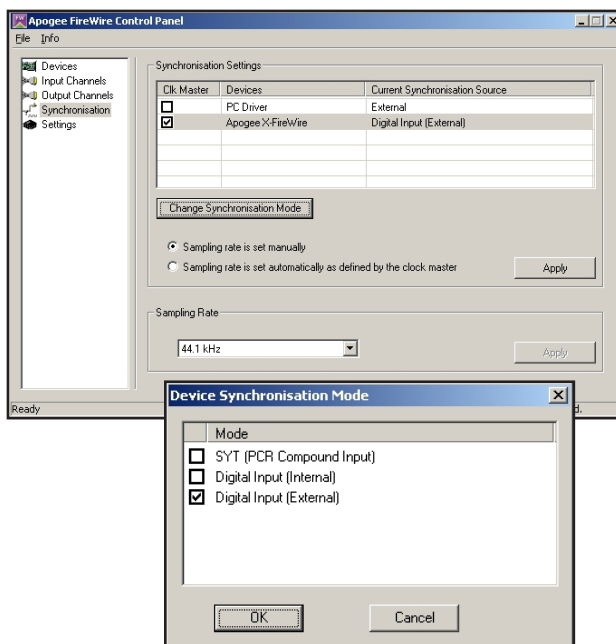 Apogee FireWire Control Panel
File Info
Devices
Input Channels
Output Channels
Synchronisation
Settings
Synchronisation Settings
Clk Master Devices Current Synchronisation Source
PC Driver External
Apogee X-FireWire Digital Input (External)
Change Synchronisation Mode
Sampling rate is set manually
Sampling rate is set automatically as defined by the clock master
Apply
Sampling Rate
44.1 kHz
Apply
Ready
d.
Device Synchronisation Mode
Mode
SYT (PCR Compound Input)
Digital Input (Internal)
Digital Input (External)
OK Cancel